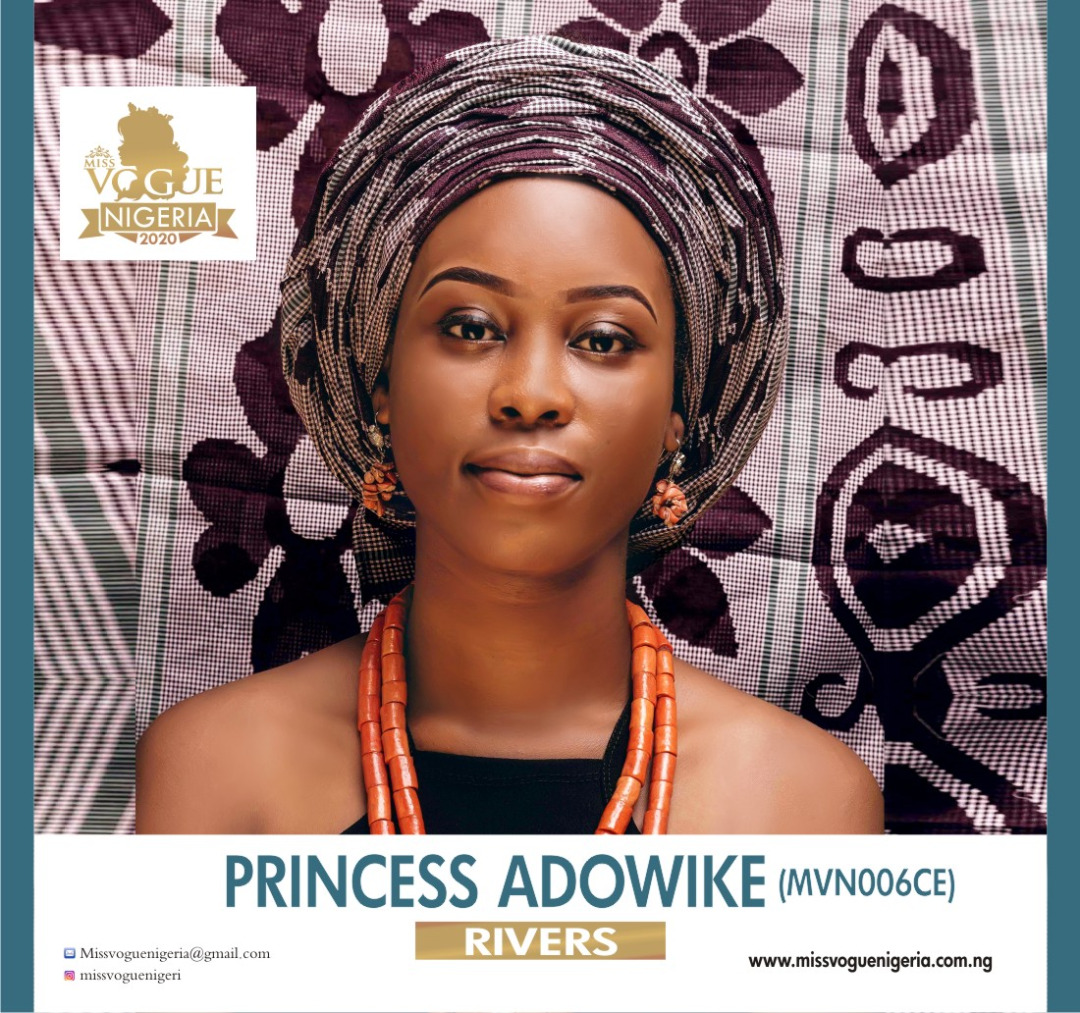 MISS
VOGUE
NIGERIA
2020
PRINCESS ADOWIKE (MVN006CE)
RIVERS
Missvoguenigeria@gmail.com
missvoguenigeri
www.missvoguenigeria.com.ng